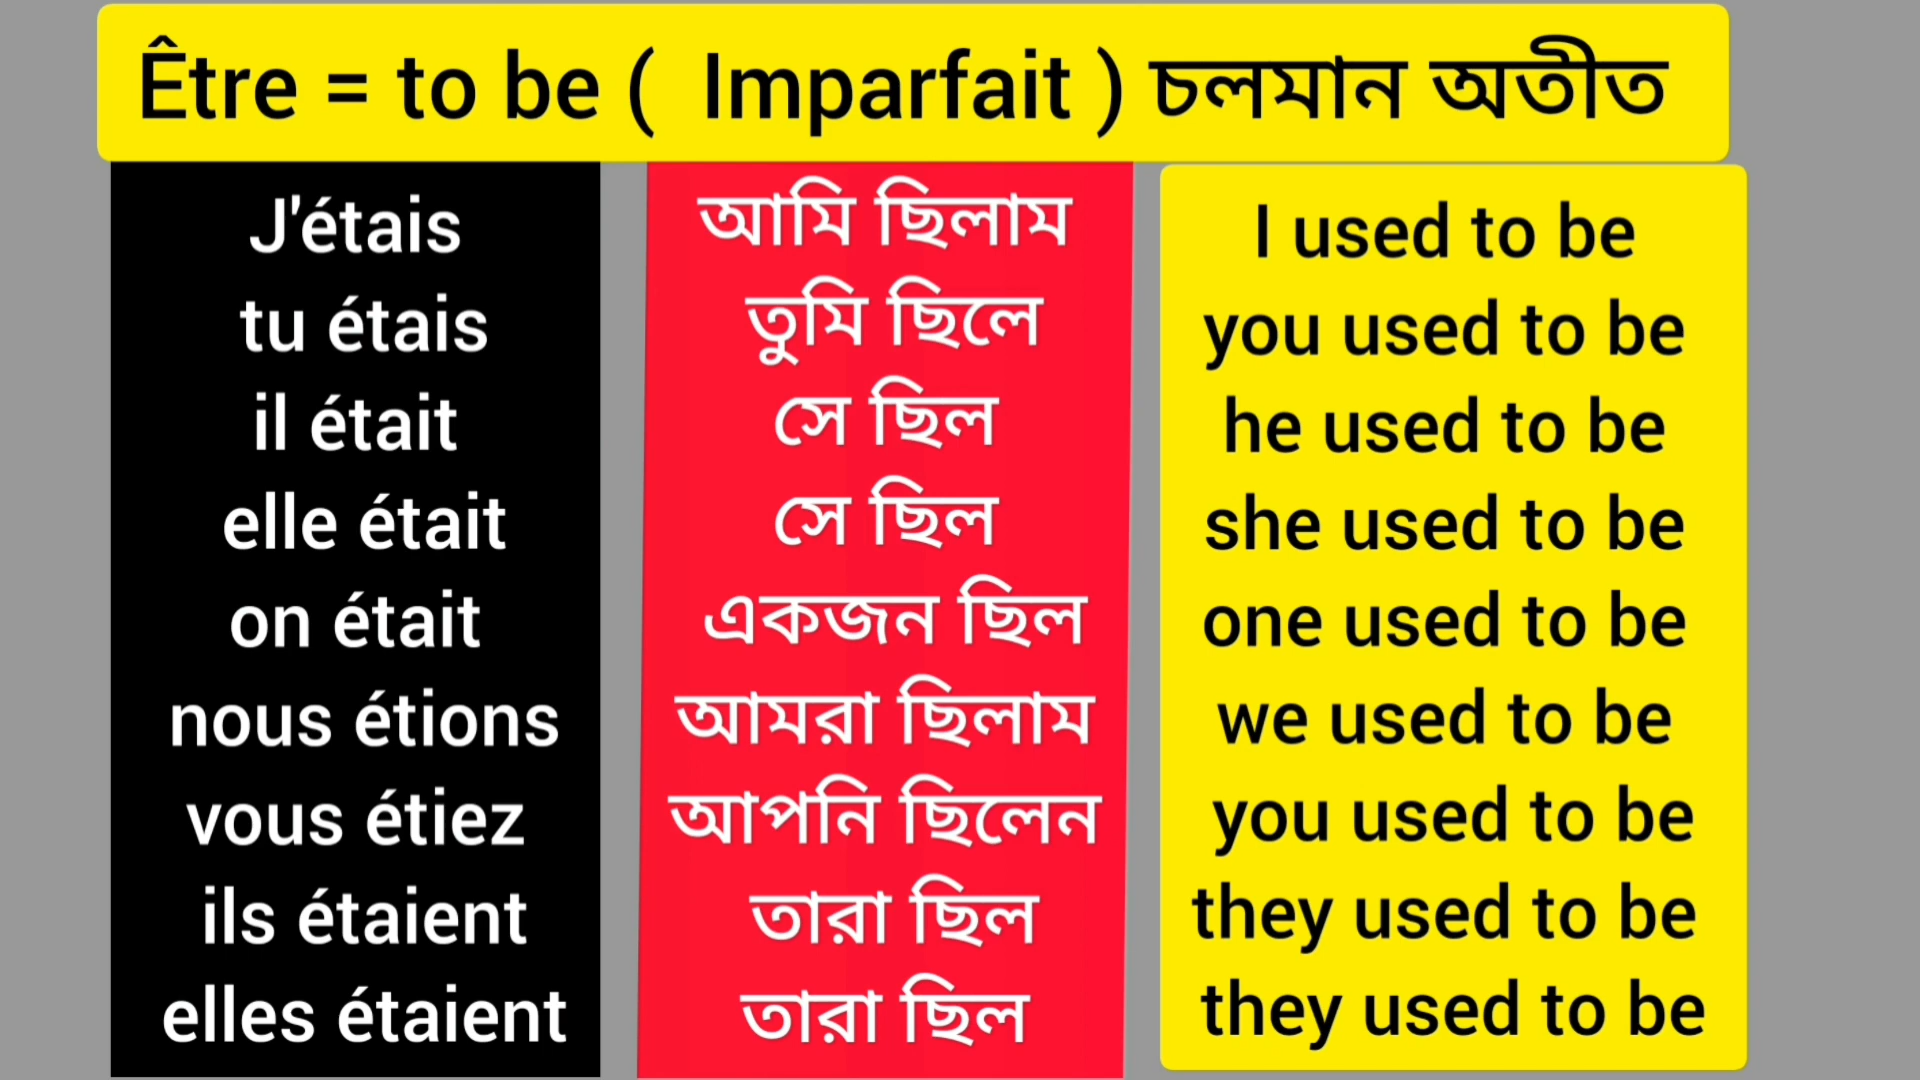 Être = to be ( Imparfait ) চলমান অতীত
J'étais
tu étais
il était
elle était
on était
nous étions
vous étiez
ils étaient
elles étaient
আমি ছিলাম
তুমি ছিলে
সে ছিল
সে ছিল
একজন ছিল
আমরা ছিলাম
আপনি ছিলেন
তারা ছিল
তারা ছিল
I used to be
you used to be
he used to be
she used to be
one used to be
we used to be
you used to be
they used to be
they used to be